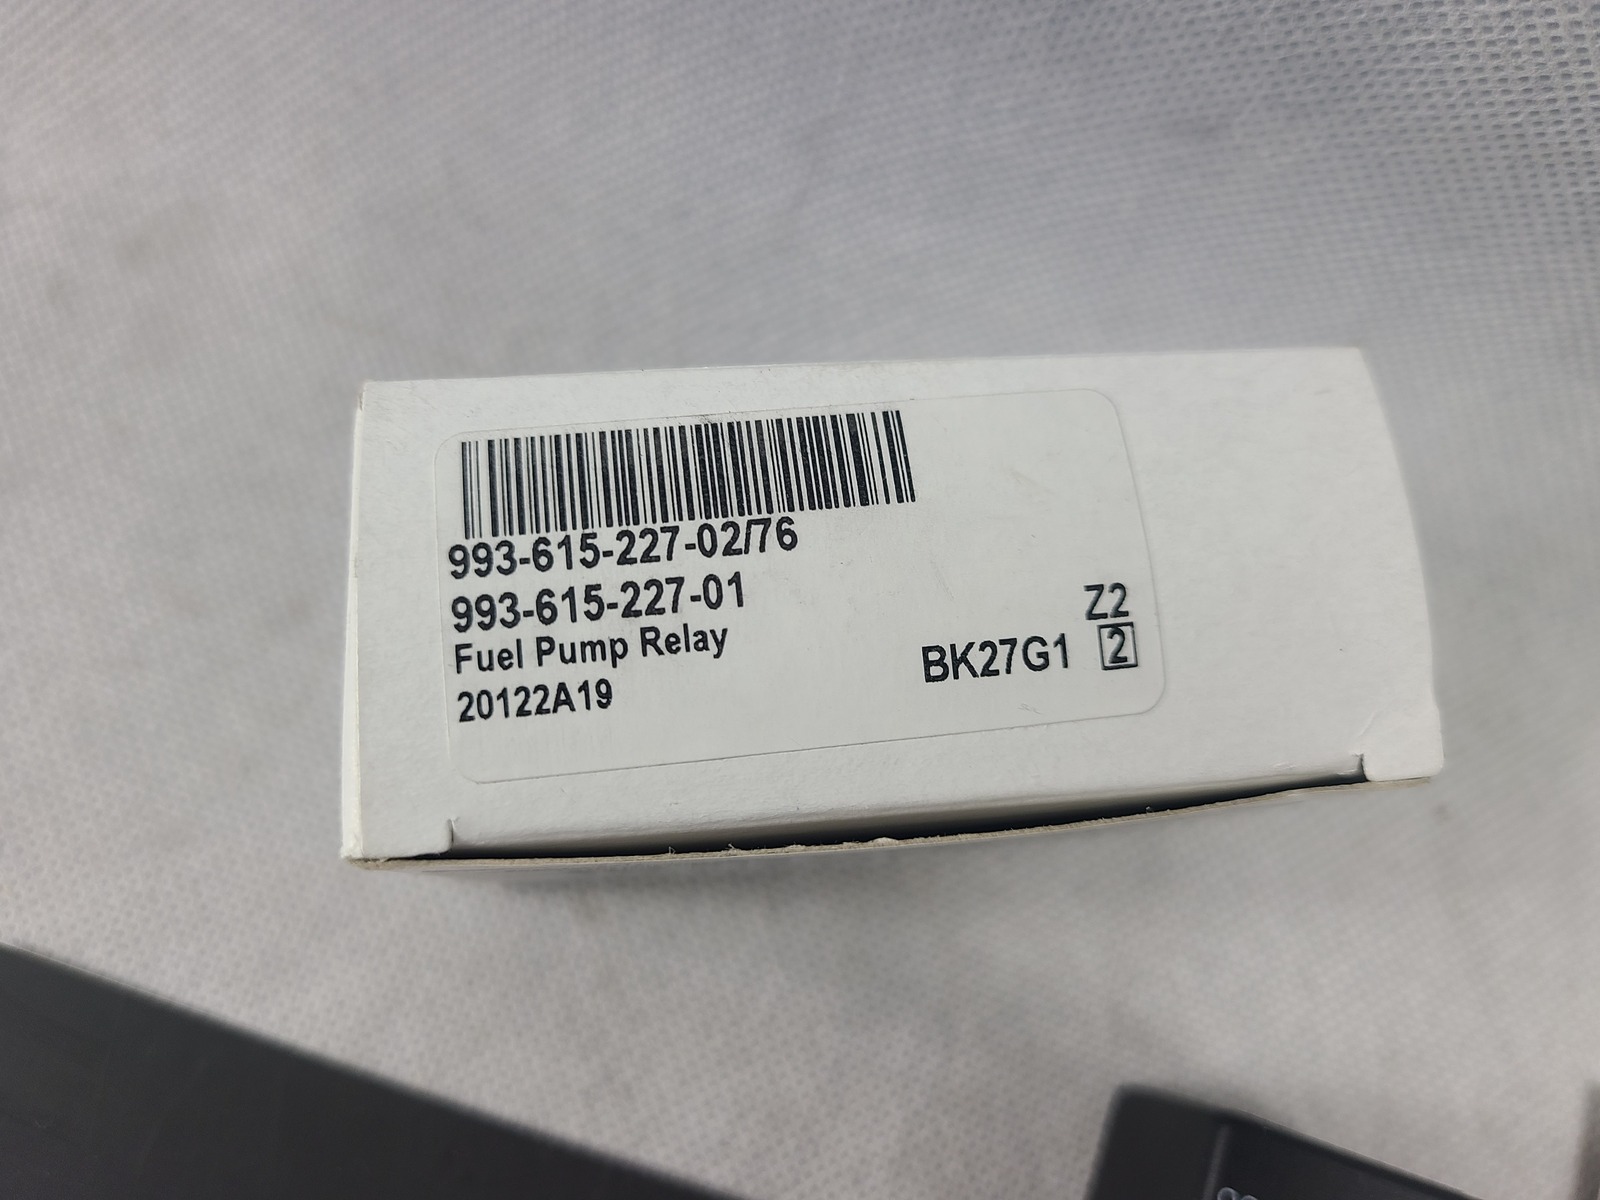 993-615-227-02/76
993-615-227-01
Fuel Pump Relay
20122A19
Z2
BK27G1 2